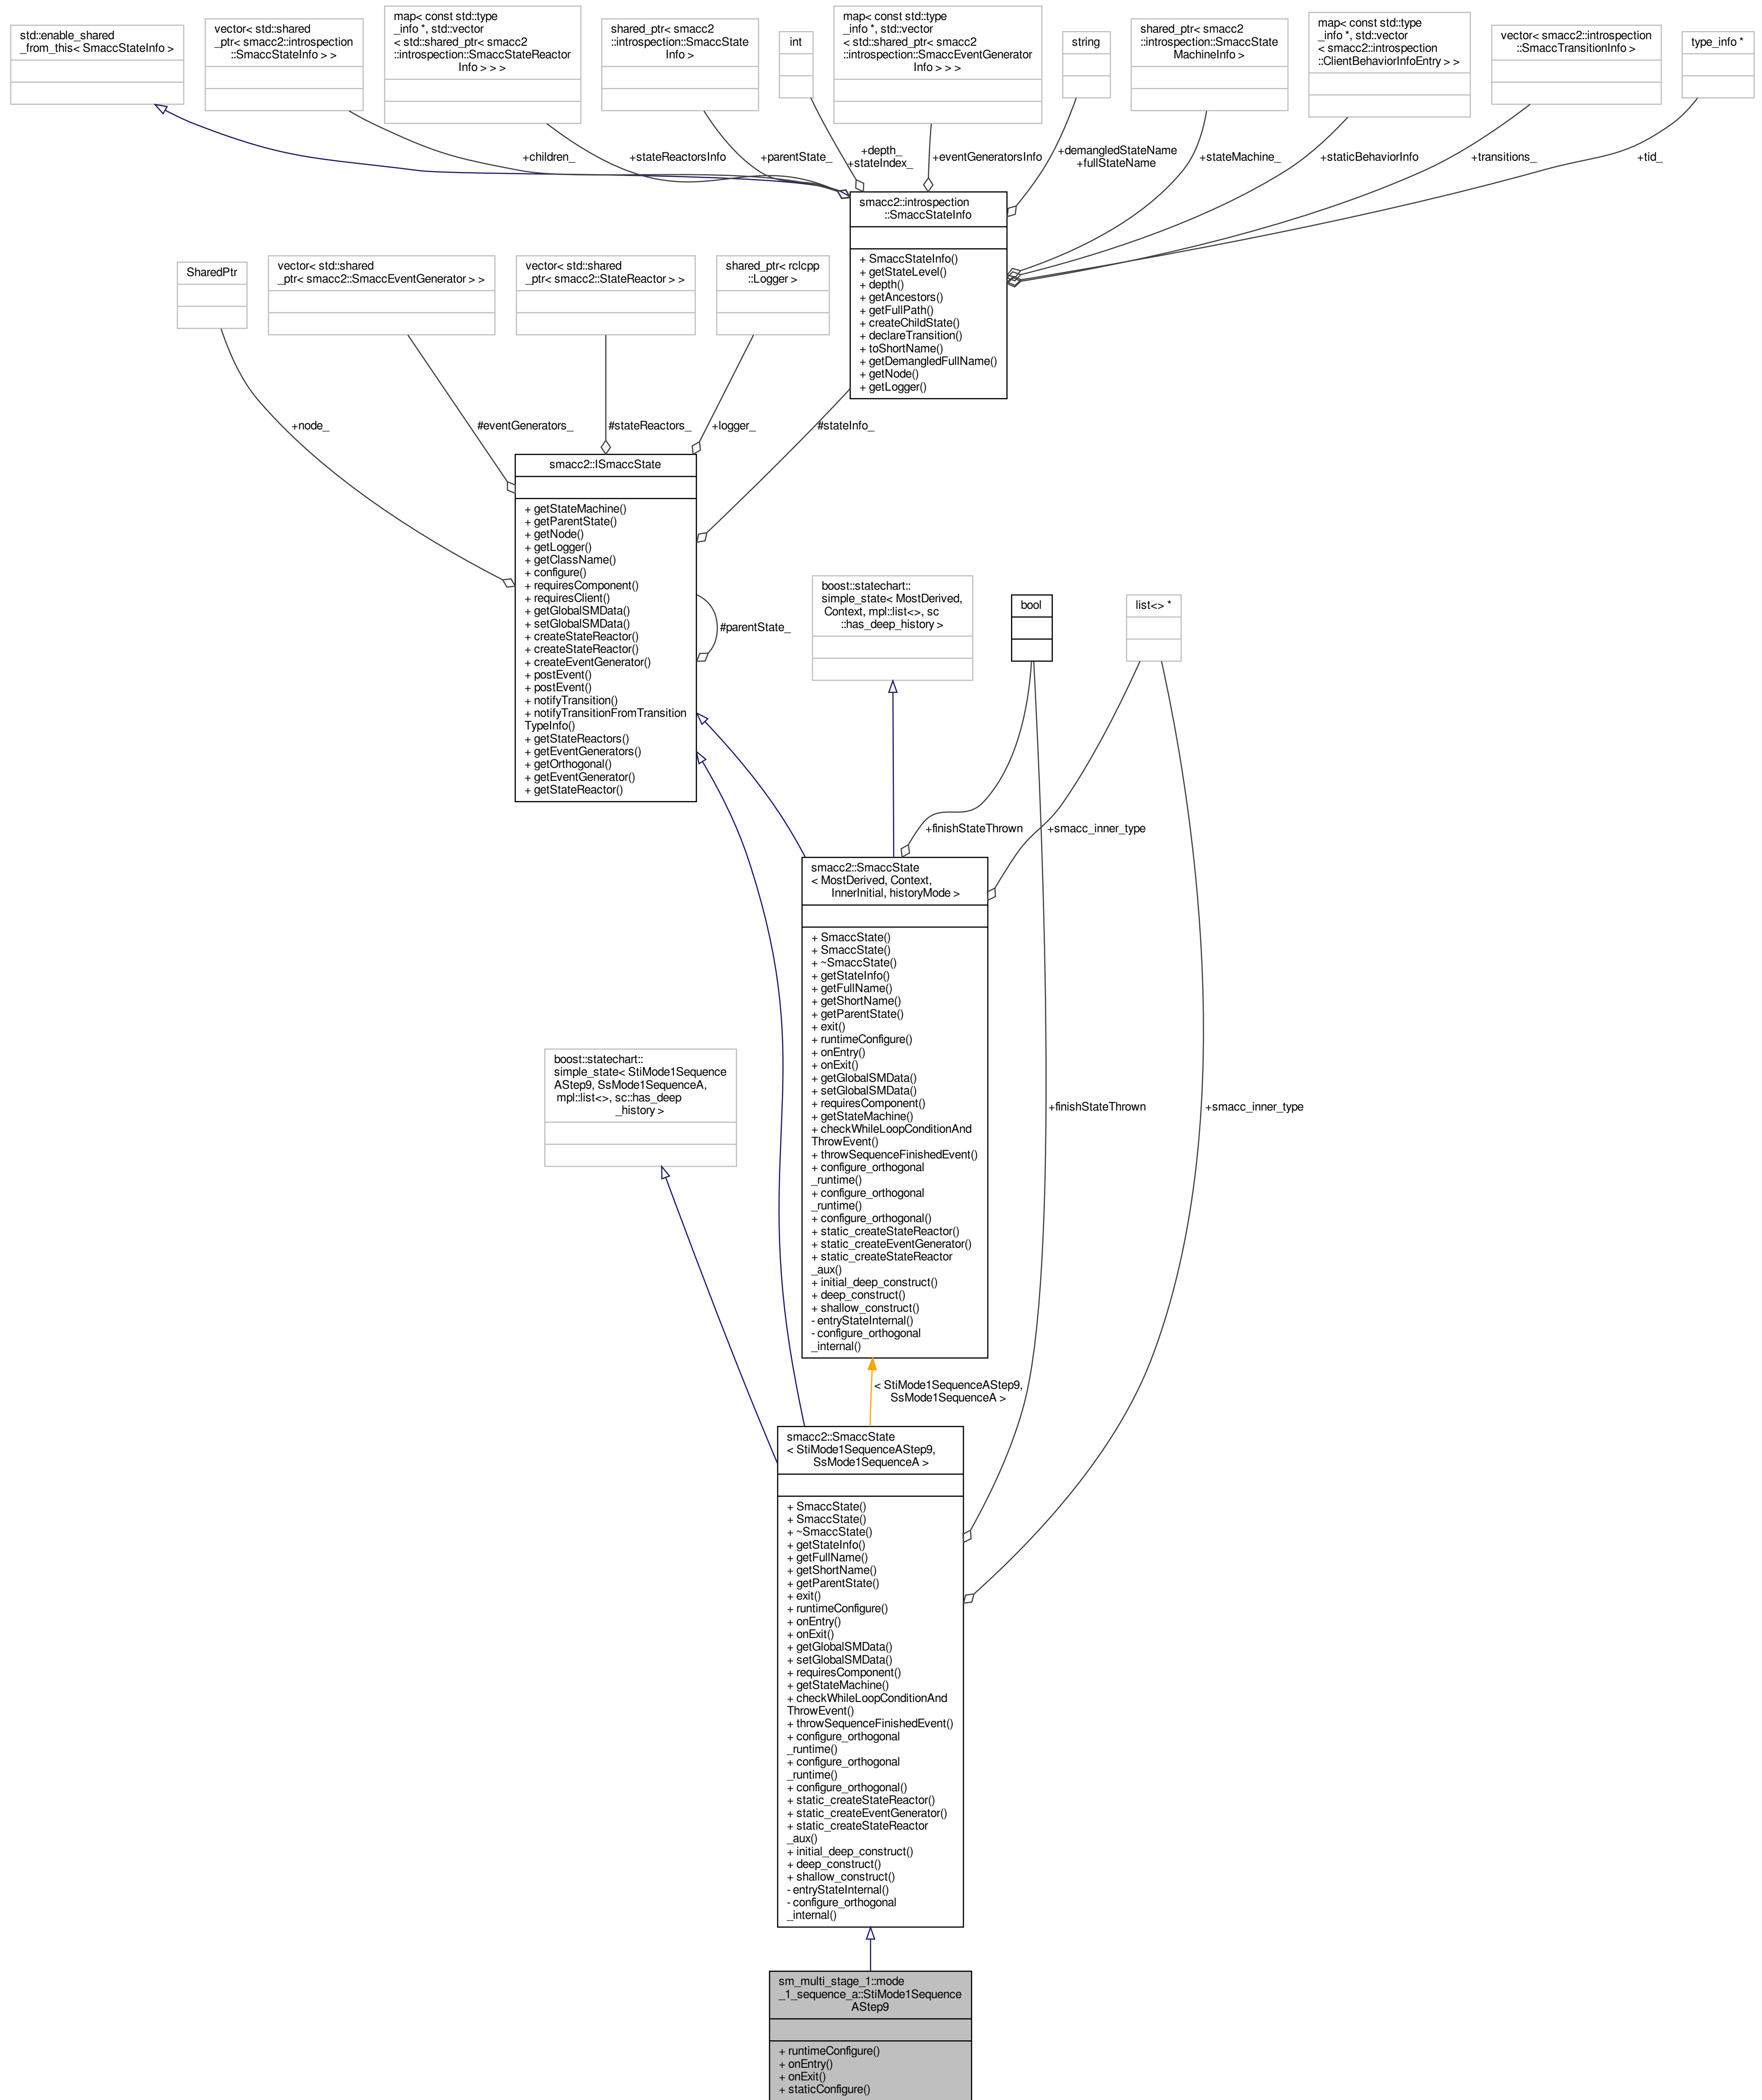 std::enable_shared
_from_this< SmaccStateInfo >
vector< std::shared
_ptr< smacc2::introspection
::SmaccStateInfo > >
map< const std::type
_info *, std::vector
< std::shared_ptr< smacc2
::introspection::SmaccStateReactor
Info > > >
shared_ptr< smacc2
::introspection::SmaccState
Info >
int
map< const std::type
_info *, std::vector
< std::shared_ptr< smacc2
::introspection::SmaccEventGenerator
Info > > >
string
shared_ptr< smacc2
::introspection::SmaccState
MachineInfo >
map< const std::type
_info *, std::vector
< smacc2::introspection
::ClientBehaviorInfoEntry > >
vector< smacc2::introspection
::SmaccTransitionInfo >
type_info *
+children_
+stateReactorsInfo
+parentState_
+depth_
+stateIndex_
+eventGeneratorsInfo
+demangledStateName
+fullStateName
+stateMachine_
+staticBehaviorInfo
+transitions_
+tid_
smacc2::introspection
::SmaccStateInfo
+ SmaccStateInfo()
+ getStateLevel()
+ depth()
+ getAncestors()
+ getFullPath()
+ createChildState()
+ declareTransition()
+ toShortName()
+ getDemangledFullName()
+ getNode()
+ getLogger()
SharedPtr
vector< std::shared
_ptr< smacc2::SmaccEventGenerator > >
vector< std::shared
_ptr< smacc2::StateReactor > >
shared_ptr< rclcpp
::Logger >
+node_
#eventGenerators_
#stateReactors_
+logger_
#stateInfo_
smacc2::ISmaccState
+ getStateMachine()
+ getParentState()
+ getNode()
+ getLogger()
+ getClassName()
+ configure()
+ requiresComponent()
+ requiresClient()
+ getGlobalSMData()
+ setGlobalSMData()
+ createStateReactor()
+ createStateReactor()
+ createEventGenerator()
+ postEvent()
+ postEvent()
+ notifyTransition()
+ notifyTransitionFromTransition
TypeInfo()
+ getStateReactors()
+ getEventGenerators()
+ getOrthogonal()
+ getEventGenerator()
+ getStateReactor()
#parentState_
boost::statechart::
simple_state< MostDerived,
Context, mpl::list<>, sc
::has_deep_history >
bool
list<> *
+finishStateThrown
+smacc_inner_type
smacc2::SmaccState
< MostDerived, Context,
InnerInitial, historyMode >
+ SmaccState()
+ SmaccState()
+ ~SmaccState()
+ getStateInfo()
+ getFullName()
+ getShortName()
+ getParentState()
+ exit()
+ runtimeConfigure()
+ onEntry()
+ onExit()
+ getGlobalSMData()
+ setGlobalSMData()
+ requiresComponent()
+ getStateMachine()
+ checkWhileLoopConditionAnd
ThrowEvent()
+ throwSequenceFinishedEvent()
+ configure_orthogonal
_runtime()
+ configure_orthogonal
_runtime()
+ configure_orthogonal()
+ static_createStateReactor()
+ static_createEventGenerator()
+ static_createStateReactor
_aux()
+ initial_deep_construct()
+ deep_construct()
+ shallow_construct()
- entryStateInternal()
- configure_orthogonal
_internal()
boost::statechart::
simple_state< StiMode1Sequence
AStep9, SsMode1SequenceA,
mpl::list<>, sc::has_deep
_history >
+finishStateThrown
+smacc_inner_type
< StiMode1SequenceAStep9,
SsMode1SequenceA >
smacc2::SmaccState
< StiMode1SequenceAStep9,
SsMode1SequenceA >
+ SmaccState()
+ SmaccState()
+ ~SmaccState()
+ getStateInfo()
+ getFullName()
+ getShortName()
+ getParentState()
+ exit()
+ runtimeConfigure()
+ onEntry()
+ onExit()
+ getGlobalSMData()
+ setGlobalSMData()
+ requiresComponent()
+ getStateMachine()
+ checkWhileLoopConditionAnd
ThrowEvent()
+ throwSequenceFinishedEvent()
+ configure_orthogonal
_runtime()
+ configure_orthogonal
_runtime()
+ configure_orthogonal()
+ static_createStateReactor()
+ static_createEventGenerator()
+ static_createStateReactor
_aux()
+ initial_deep_construct()
+ deep_construct()
+ shallow_construct()
- entryStateInternal()
- configure_orthogonal
_internal()
sm_multi_stage_1::mode
_1_sequence_a::StiMode1Sequence
AStep9
+ runtimeConfigure()
+ onEntry()
+ onExit()
+ staticConfigure()